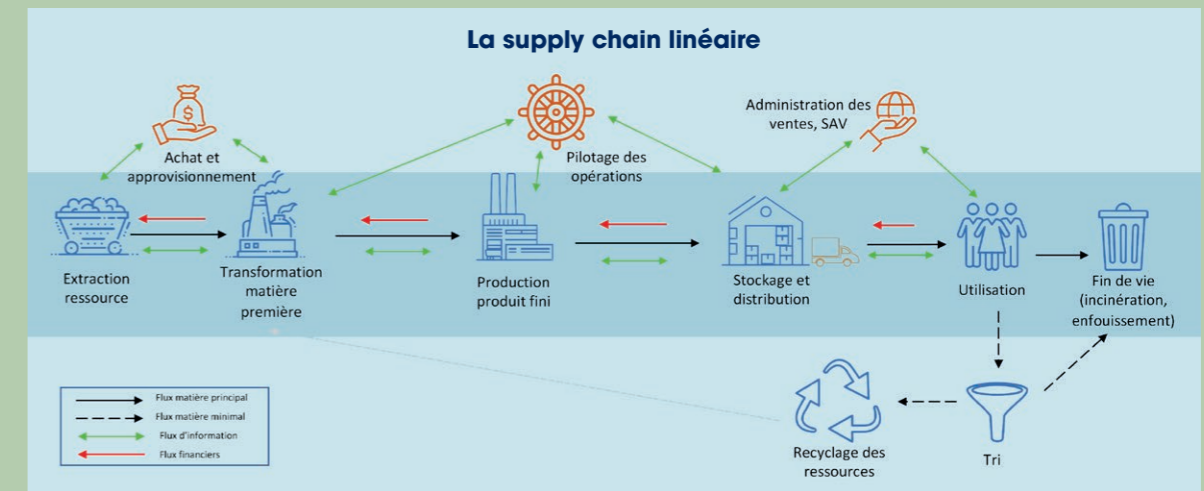 La supply chain linéaire
Achat et
approvisionnement
Pilotage des
opérations
Administration des
ventes, SAV
Extraction
ressource
Transformation
matière
première
Production
produit fini
Stockage et
distribution
Utilisation
Fin de vie
(incinération,
enfouissement)
Flux matière principal
Flux matière minimal
Flux d'information
Flux financiers
Recyclage des
ressources
Tri